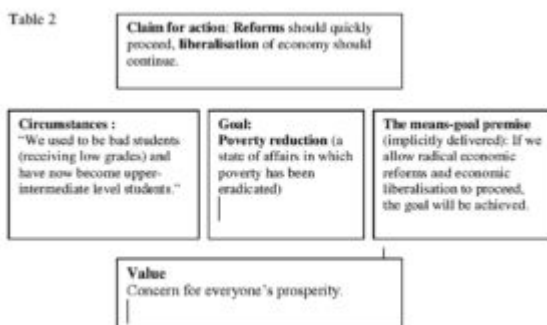 Table 2
Claim for action: Reforms should quickly
proceed, liberalisation of economy should
continue.
Circumstances :
"We used to be bad students
(receiving low grades) and
have now become upper-
intermediate level students."
Goal:
Poverty reduction (a
state of affairs in which
poverty has been
eradicated)
The means-goal premise
(implicitly delivered): If we
allow radical economic
reforms and economic
liberalisation to proceed,
the goal will be achieved.
Value
Concern for everyone's prosperity.